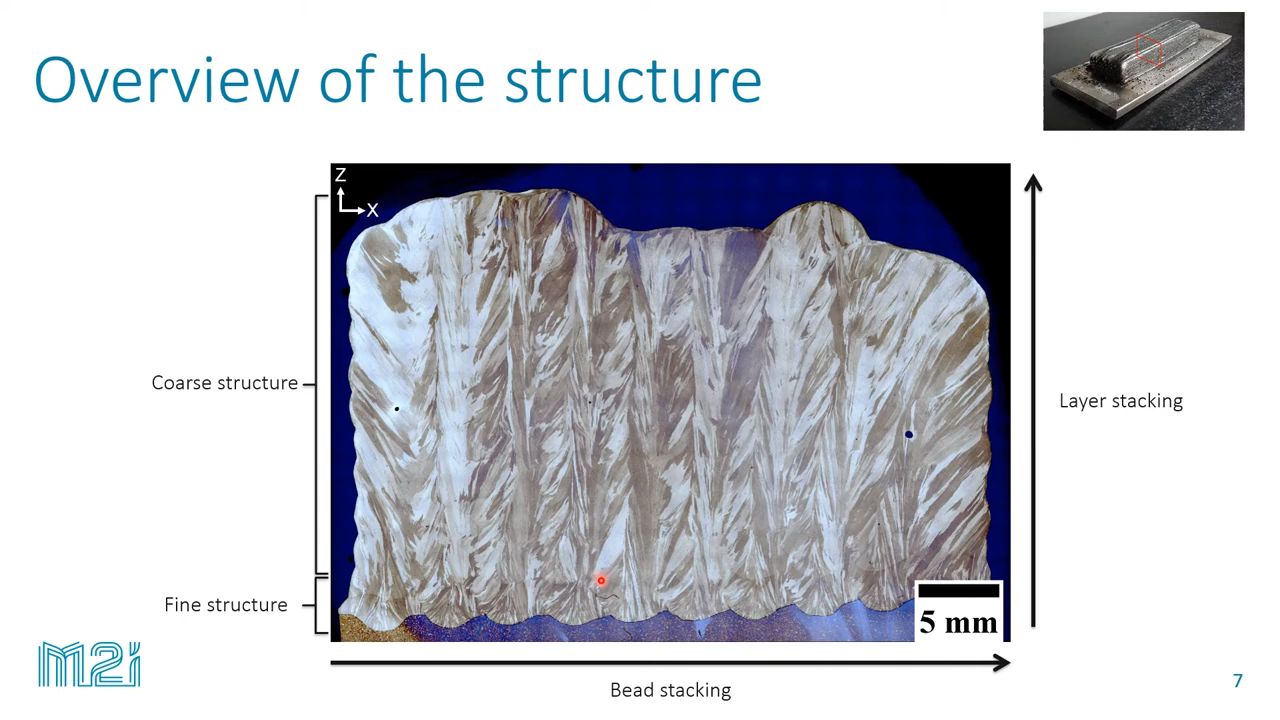 Overview of the structure
Z
X
Coarse structure
Layer stacking
Fine structure
5 mm
M2i
Bead stacking
7